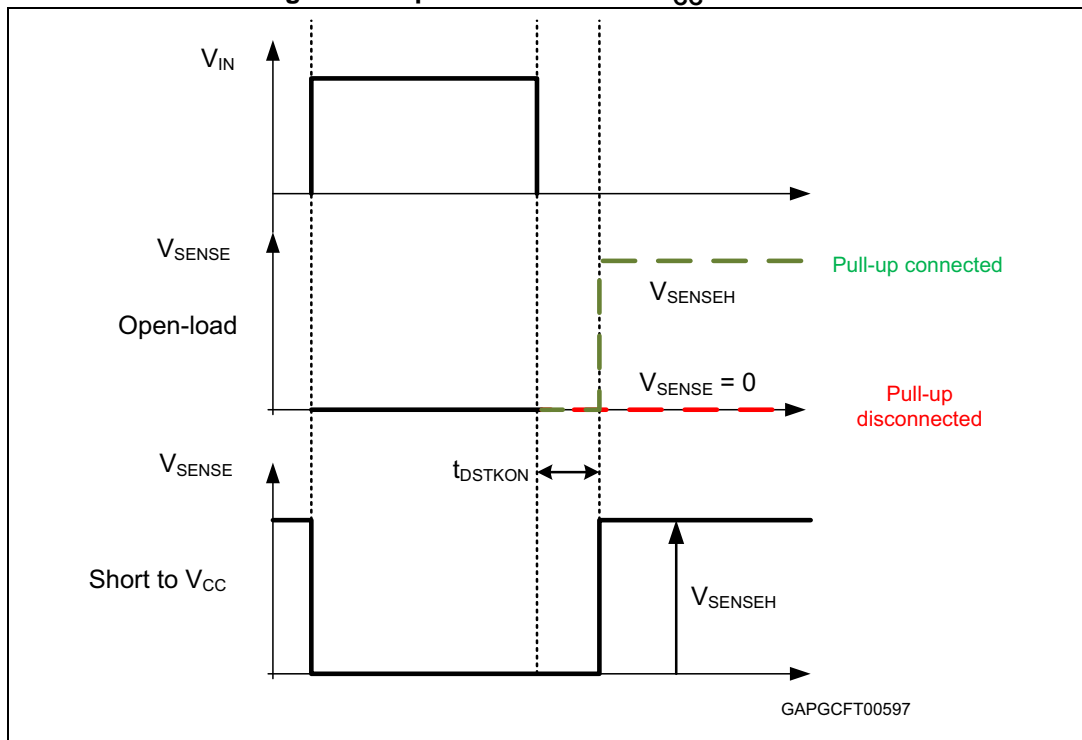 V_IN
V_SENSE
Pull-up connected
V_SENSEH
Open-load
V_SENSE = 0
Pull-up
disconnected
V_SENSE
t_DSTKON
Short to V_CC
V_SENSEH
GAPGCFT00597